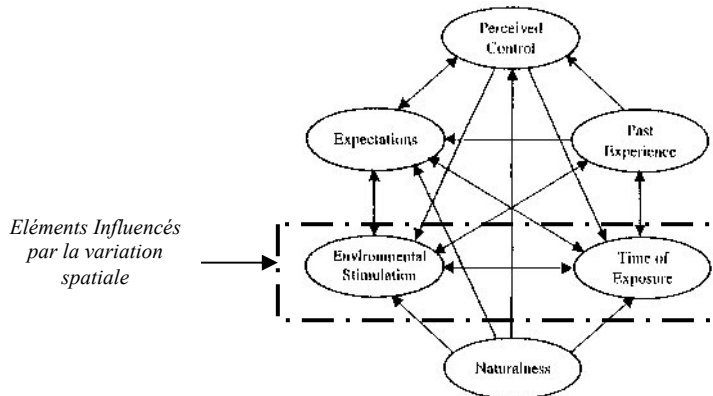 Perceived
Control
Expectations
Past
Experience
Eléments Influencés
par la variation
spatiale
Environmental
Stimulation
Time of
Exposure
Naturalness